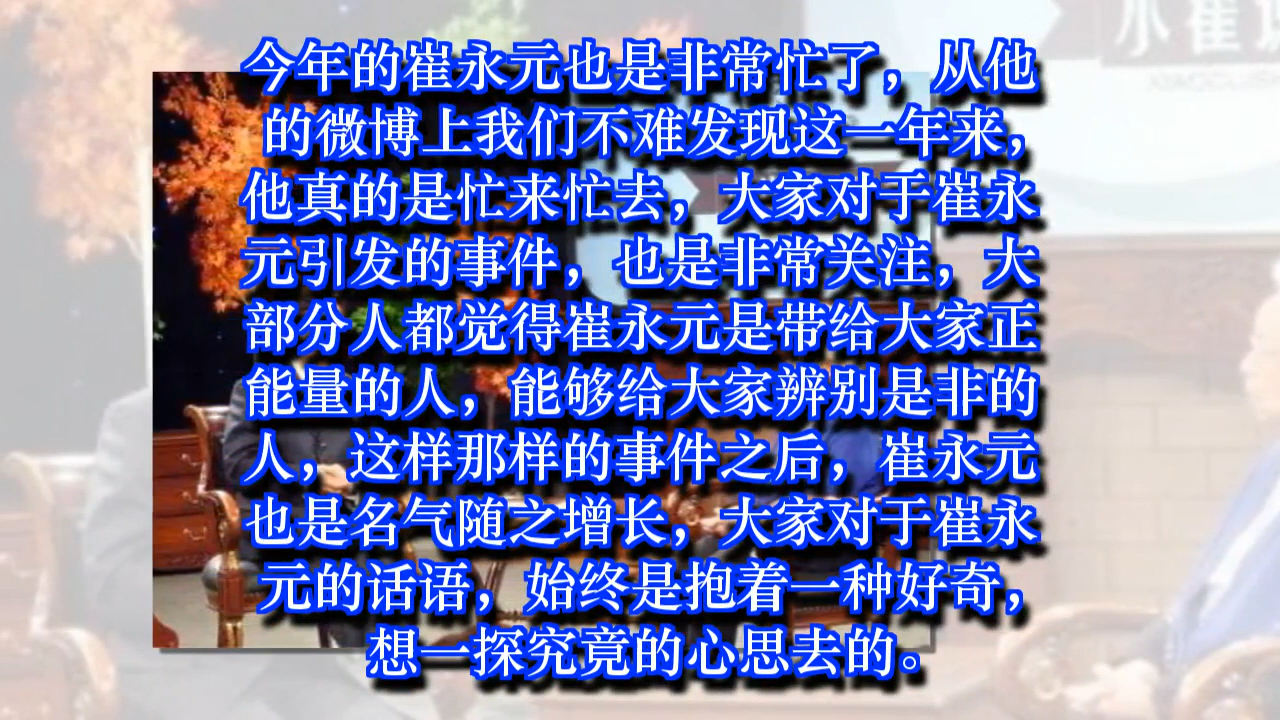 小崔说
今年的崔永元也是非常忙了，从他
的微博上我们不难发现这一年来，
他真的是忙来忙去，大家对于崔永
元引发的事件，也是非常关注，大
部分人都觉得崔永元是带给大家正
能量的人，能够给大家辨别是非的
人，这样那样的事件之后，崔永元
也是名气随之增长，大家对于崔永
元的话语，始终是抱着一种好奇，
想一探究竟的心思去的。